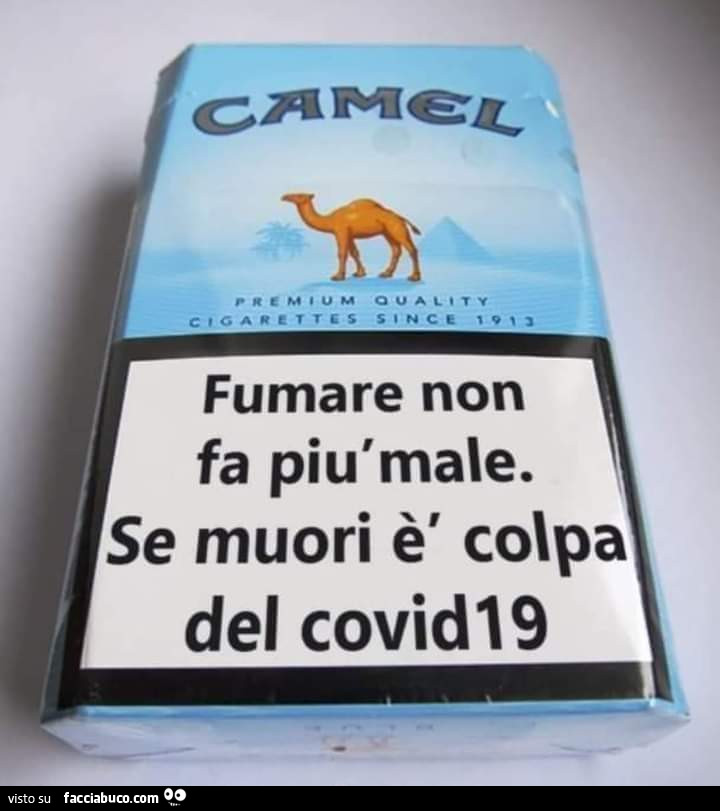 CAMEL
PREMIUM QUALITY
CIGARETTES SINCE 1913
Fumare non
fa piu'male.
Se muori è' colpa
del covid19
visto su facciabuco.com